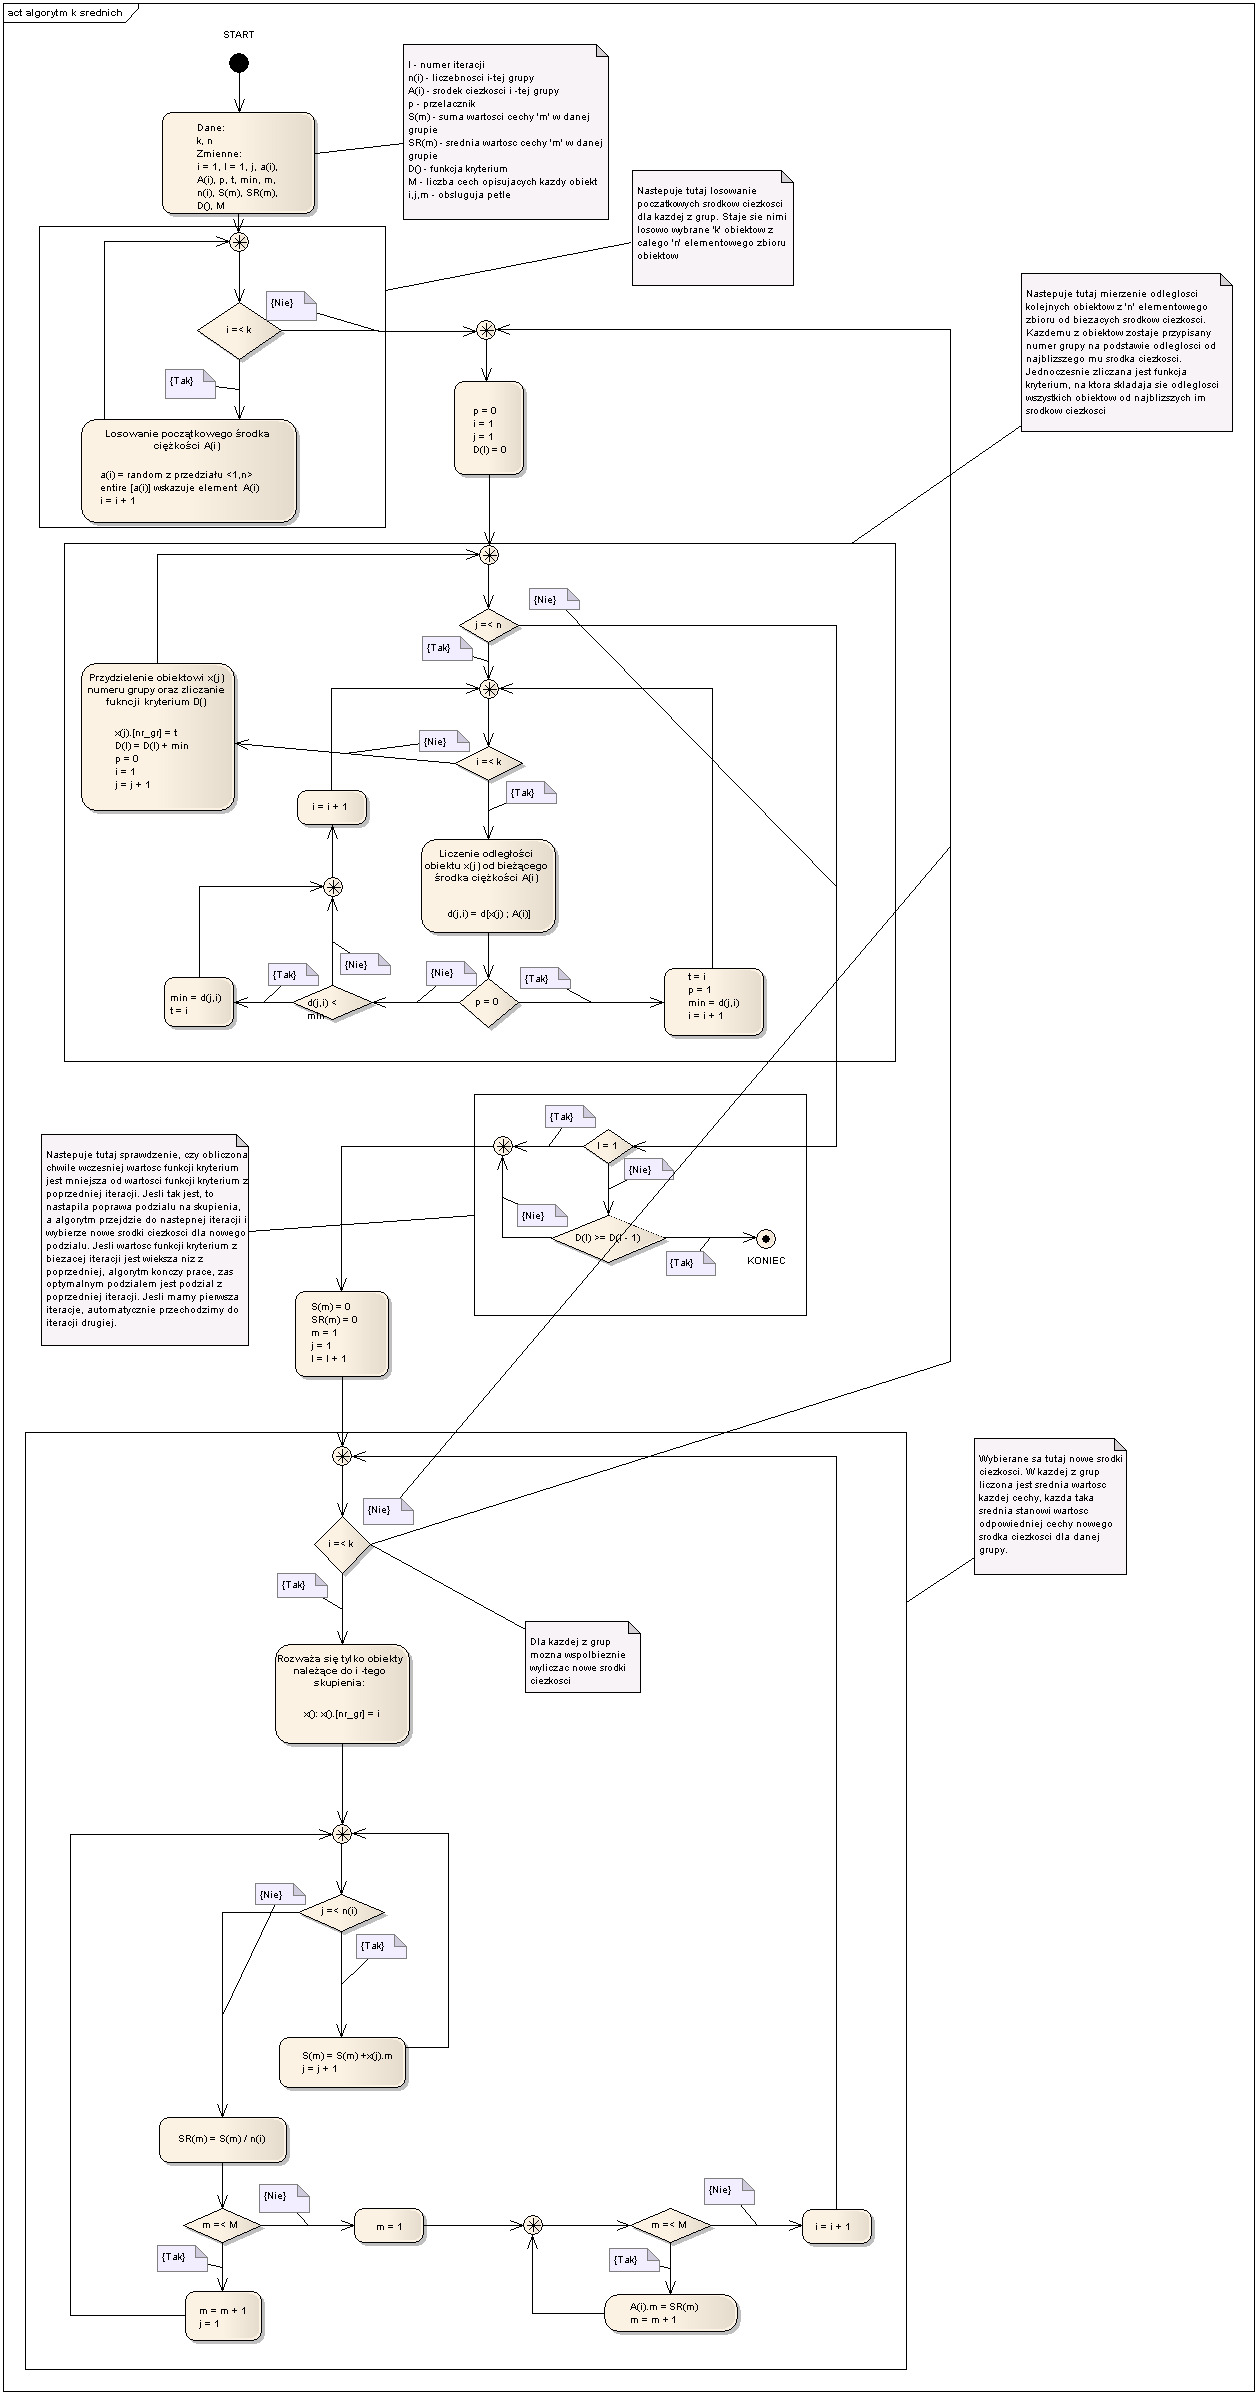 act algorytm k srednich
START
Dane:
k, n
Zmienne:
i = 1, l = 1, j, a(i),
A(i), p, t, min, m,
n(i), S(m), SR(m),
D(), M
l - numer iteracji
n(i) - liczebnosci i-tej grupy
A(i) - srodek ciezkosci i -tej grupy
p - przelacznik
S(m) - suma wartosci cechy 'm' w danej
grupie
SR(m) - srednia wartosc cechy 'm' w danej
grupie
D() - funkcja kryterium
M - liczba cech opisujacych kazdy obiekt
i,j,m - obsluguja petle
Nastepuje tutaj losowanie
poczatkowych srodkow ciezkosci
dla kazdej z grup. Staje sie nimi
losowo wybrane 'k' obiektow z
calego 'n' elementowego zbioru
obiektow
{Nie}
i =< k
{Tak}
Losowanie początkowego środka
ciężkości A(i)
a(i) = random z przedziału <1,n>
entire [a(i)] wskazuje element A(i)
i = i + 1
p = 0
i = 1
j = 1
D(l) = 0
Nastepuje tutaj mierzenie odleglosci
kolejnych obiektow z 'n' elementowego
zbioru od biezacych srodkow ciezkosci.
Kazdemu z obiektow zostaje przypisany
numer grupy na podstawie odleglosci od
najblizszego mu srodka ciezkosci.
Jednoczesnie zliczana jest funkcja
kryterium, na ktora skladaja sie odleglosci
wszystkich obiektow od najblizszych im
srodkow ciezkosci
{Nie}
j =< n
{Tak}
Przydzielenie obiektowi x(j)
numeru grupy oraz zliczanie
fukncji kryterium D()
x(j).[nr_gr] = t
D(l) = D(l) + min
p = 0
i = 1
j = j + 1
{Nie}
i =< k
{Tak}
i = i + 1
Liczenie odległości
obiektu x(j) od bieżącego
środka ciężkości A(i)
d(j,i) = d[x(j) ; A(i)]
{Tak}
{Nie}
{Nie}
{Tak}
min = d(j,i)
t = i
d(j,i) <
min
p = 0
t = i
p = 1
min = d(j,i)
i = i + 1
{Tak}
l = 1
{Nie}
{Nie}
D(l) >= D(l - 1)
{Tak}
KONIEC
Nastepuje tutaj sprawdzenie, czy obliczona
chwile wczesniej wartosc funkcji kryterium
jest mniejsza od wartosci funkcji kryterium z
poprzedniej iteracji. Jesli tak jest, to
nastapila poprawa podzialu na skupienia,
a algorytm przejdzie do nastepnej iteracji i
wybierze nowe srodki ciezkosci dla nowego
podzialu. Jesli wartosc funkcji kryterium z
biezacej iteracji jest wieksza niz z
poprzedniej, algorytm konczy prace, zas
optymalnym podzialem jest podzial z
poprzedniej iteracji. Jesli mamy pierwsza
iteracje, automatycznie przechodzimy do
iteracji drugiej.
S(m) = 0
SR(m) = 0
m = 1
j = 1
l = l + 1
{Nie}
i =< k
{Tak}
Wybierane sa tutaj nowe srodki
ciezkosci. W kazdej z grup
liczona jest srednia wartosc
kazdej cechy, kazda taka
srednia stanowi wartosc
odpowiedniej cechy nowego
srodka ciezkosci dla danej
grupy.
Dla kazdej z grup
mozna wspolbieznie
wyliczac nowe srodki
ciezkosci
Rozważa się tylko obiekty
należące do i -tego
skupienia:
x(): x().[nr_gr] = i
{Nie}
j =< n(i)
{Tak}
S(m) = S(m) +x(j).m
j = j + 1
SR(m) = S(m) / n(i)
{Nie}
m =< M
{Tak}
m = 1
{Nie}
m =< M
{Tak}
i = i + 1
m = m + 1
j = 1
A(i).m = SR(m)
m = m + 1